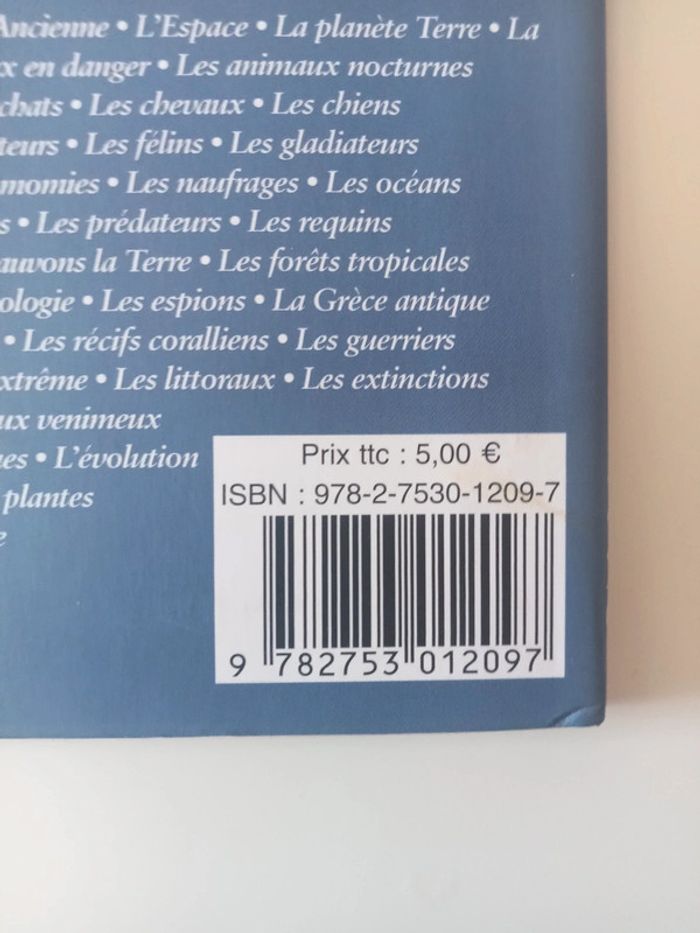 Ancienne • L'Espace • La planète Terre • La
x en danger • Les animaux nocturnes
chats • Les chevaux • Les chiens
teurs • Les félins • Les gladiateurs
momies • Les naufrages • Les océans
s • Les prédateurs • Les requins
auvons la Terre • Les forêts tropicales
ologie • Les espions • La Grèce antique
• Les récifs coralliens • Les guerriers
xtrême • Les littoraux • Les extinctions
ux venimeux
es • L'évolution
plantes
e
Prix ttc : 5,00 €
ISBN : 978-2-7530-1209-7
9 782753 012097